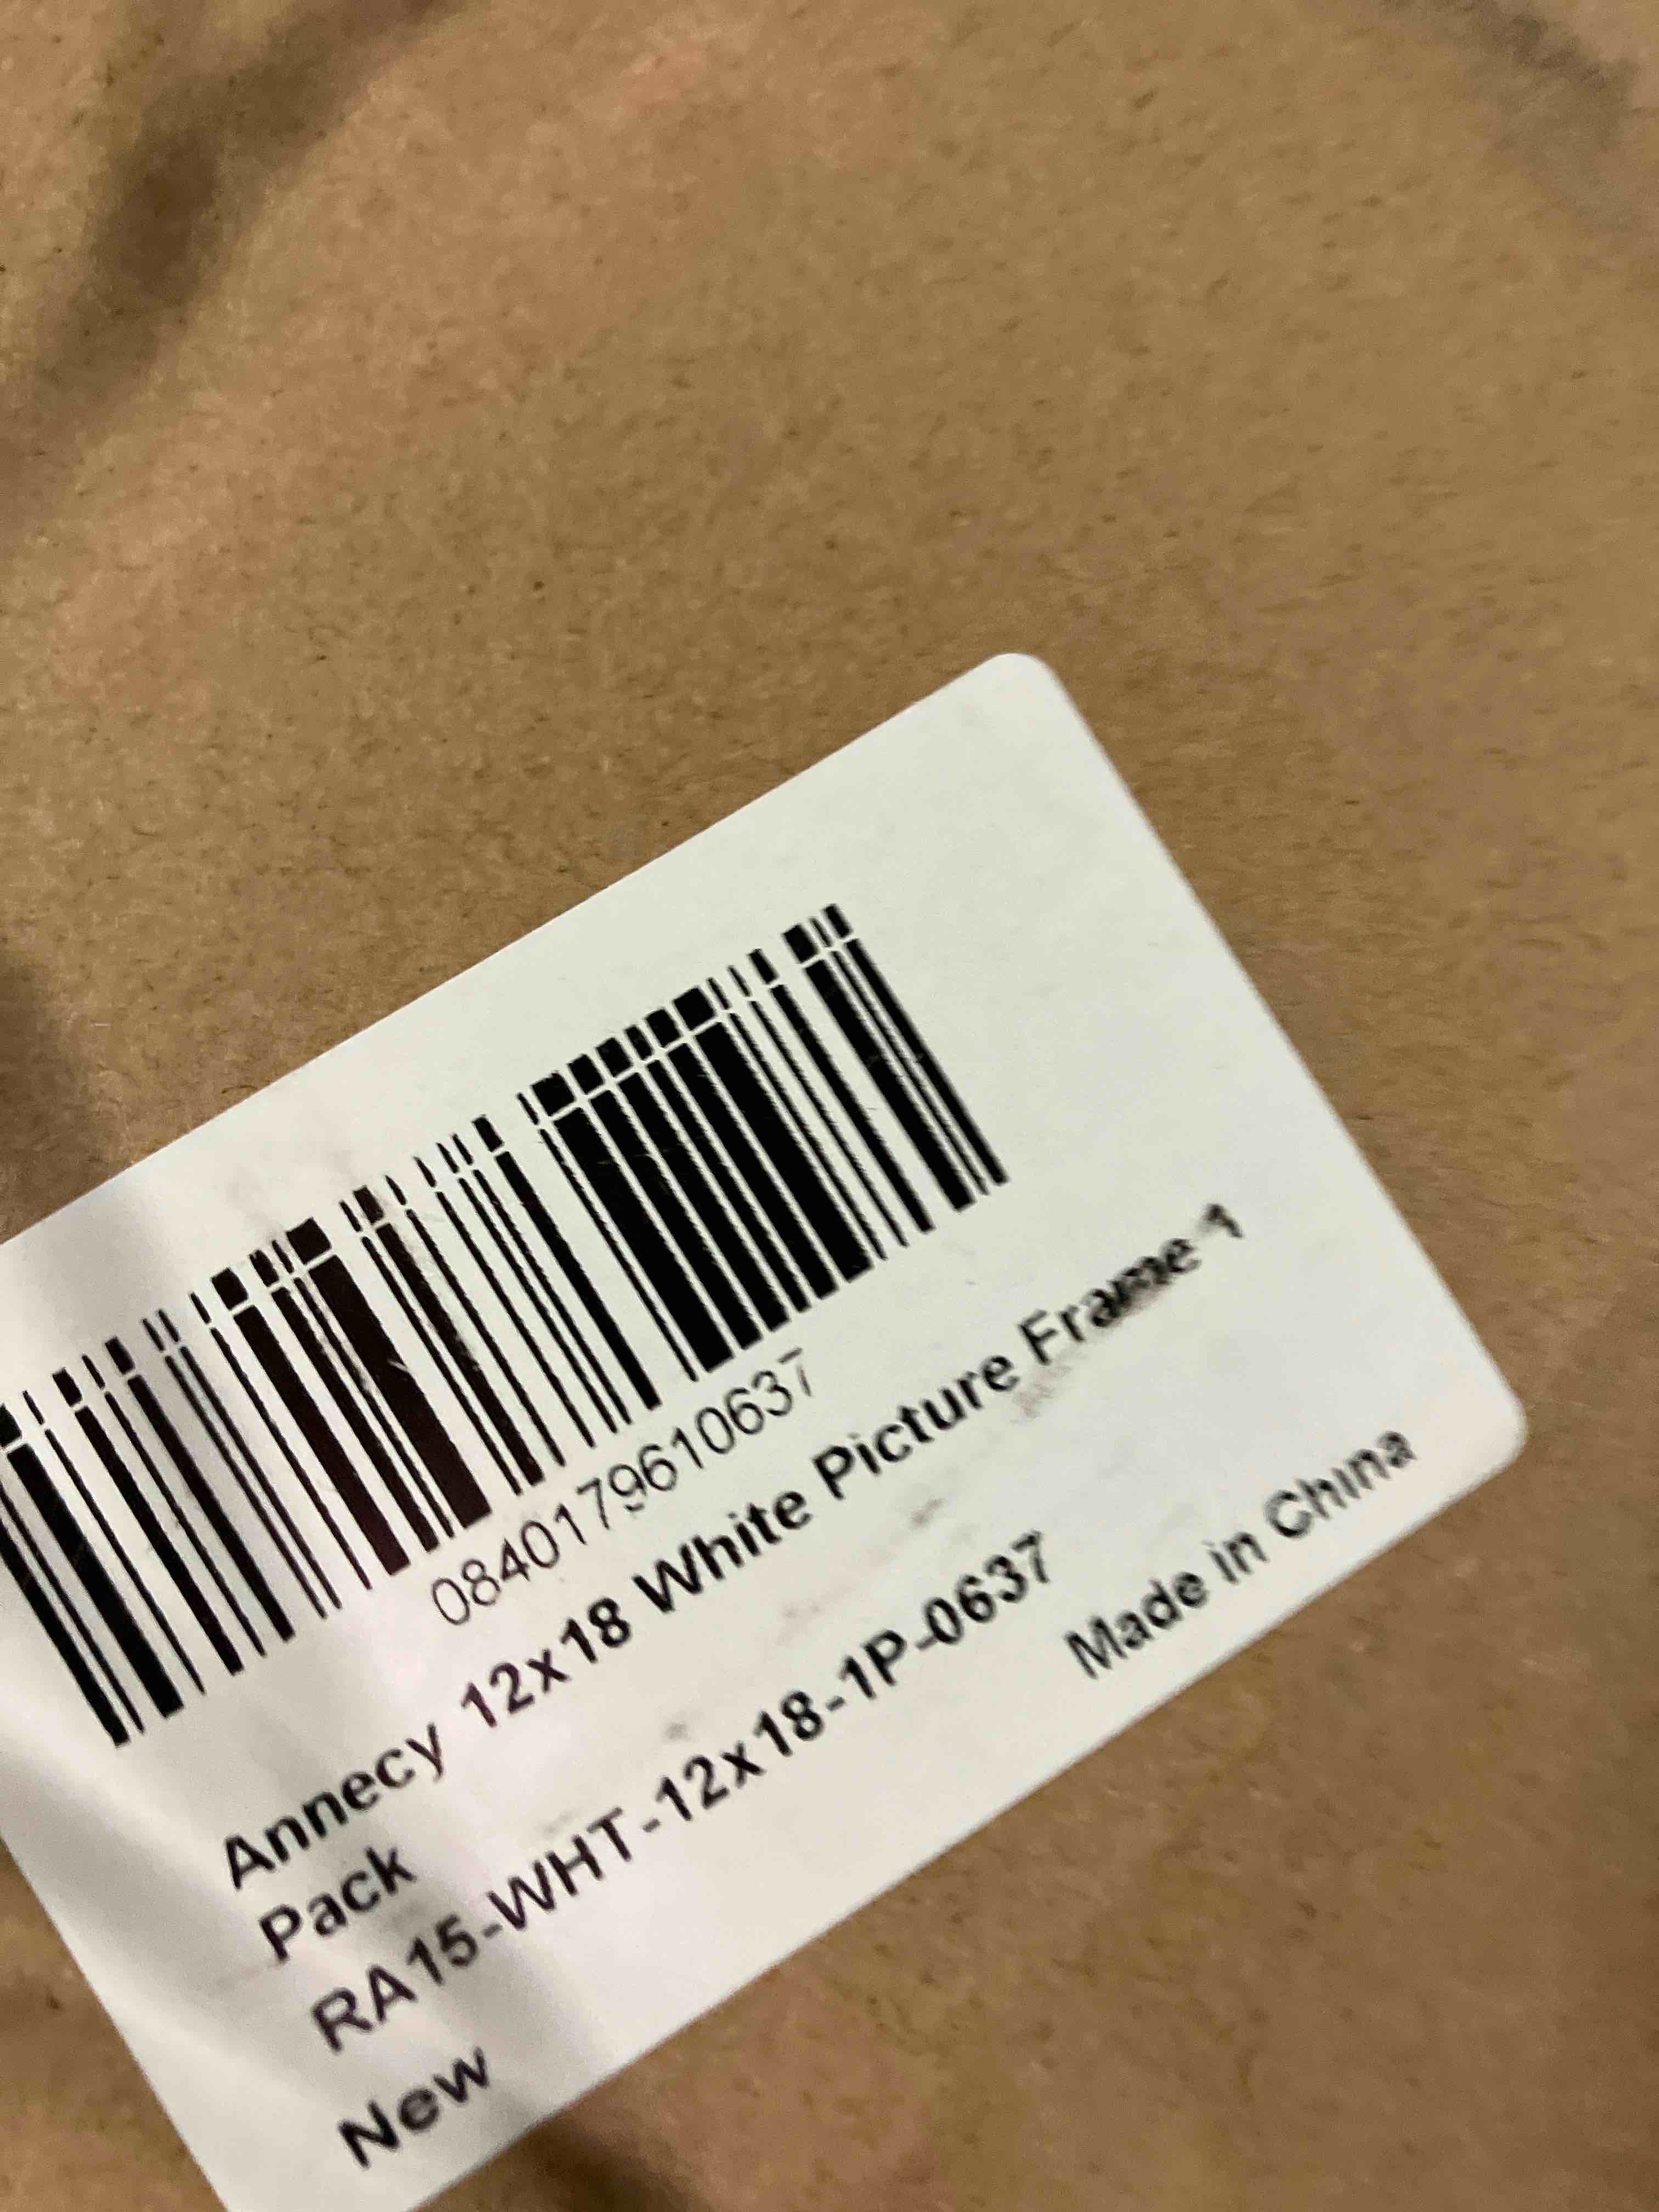 0840179610637
Annecy 12x18 White Picture Frame 1
Pack
RA15-WHT-12x18-1P-0637
New
Made in China